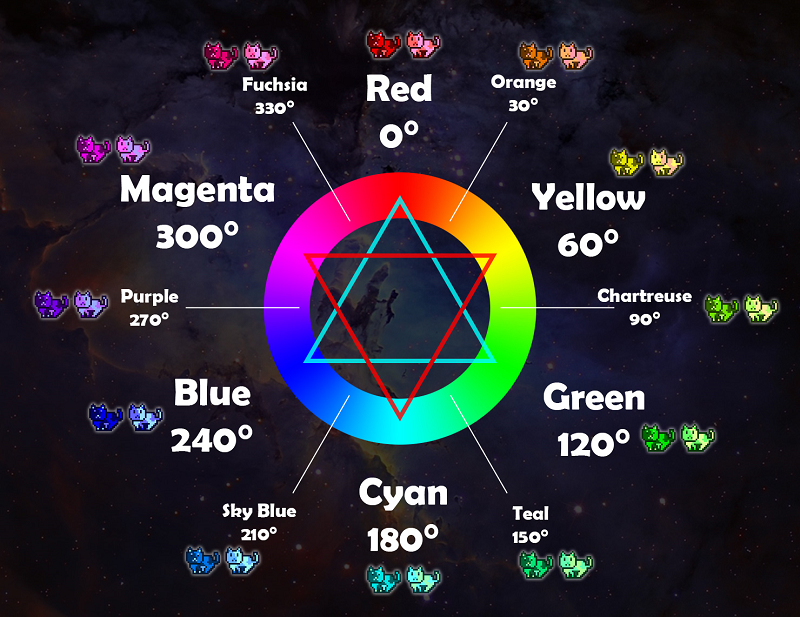 Red
0°
Orange
30°
Yellow
60°
Chartreuse
90°
Green
120°
Teal
150°
Cyan
180°
Sky Blue
210°
Blue
240°
Purple
270°
Magenta
300°
Fuchsia
330°